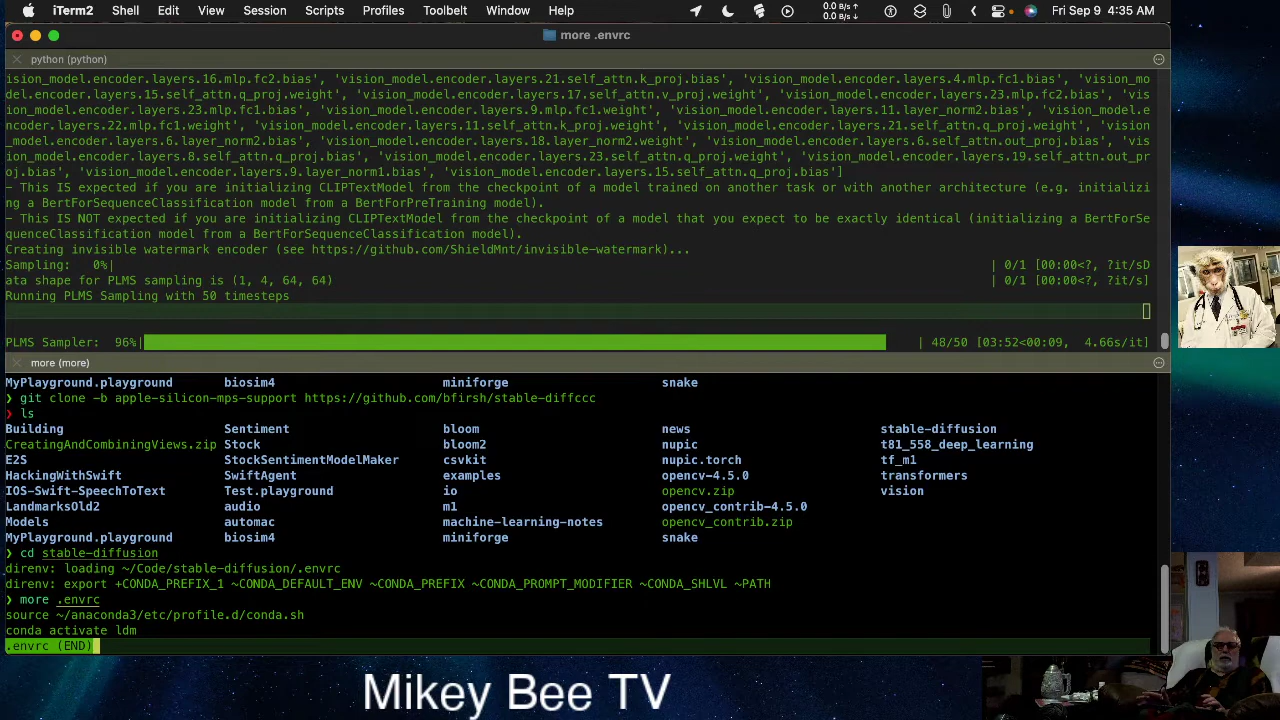 iTerm2 Shell Edit View Session Scripts Profiles Toolbelt Window Help 0.0 B/s↑ 0.0 B/s↓ Fri Sep 9 4:35 AM
more .envrc
python (python)
ision_model.encoder.layers.16.mlp.fc2.bias', 'vision_model.encoder.layers.21.self_attn.k_proj.bias', 'vision_model.encoder.layers.4.mlp.fc1.bias', 'vision_mo
del.encoder.layers.15.self_attn.q_proj.weight', 'vision_model.encoder.layers.17.self_attn.v_proj.weight', 'vision_model.encoder.layers.23.mlp.fc2.bias', 'vis
ion_model.encoder.layers.23.mlp.fc1.bias', 'vision_model.encoder.layers.9.mlp.fc1.weight', 'vision_model.encoder.layers.11.layer_norm2.bias', 'vision_model.e
ncoder.layers.22.mlp.fc1.weight', 'vision_model.encoder.layers.11.self_attn.k_proj.weight', 'vision_model.encoder.layers.21.self_attn.q_proj.weight', 'vision
_model.encoder.layers.6.layer_norm2.bias', 'vision_model.encoder.layers.18.layer_norm2.weight', 'vision_model.encoder.layers.6.self_attn.out_proj.bias', 'vis
ion_model.encoder.layers.8.self_attn.q_proj.bias', 'vision_model.encoder.layers.23.self_attn.q_proj.weight', 'vision_model.encoder.layers.19.self_attn.out_pr
oj.bias', 'vision_model.encoder.layers.9.layer_norm1.bias', 'vision_model.encoder.layers.15.self_attn.q_proj.weight']
- This IS expected if you are initializing CLIPTextModel from the checkpoint of a model trained on another task or with another architecture (e.g. initializi
ng a BertForSequenceClassification model from a BertForPreTraining model).
- This IS NOT expected if you are initializing CLIPTextModel from the checkpoint of a model that you expect to be exactly identical (initializing a BertForSe
quenceClassification model from a BertForSequenceClassification model).
Creating invisible watermark encoder (see https://github.com/ShieldMnt/invisible-watermark)...
Sampling: 0%| | 0/1 [00:00<?, ?it/sD
ata shape for PLMS sampling is (1, 4, 64, 64) | 0/1 [00:00<?, ?it/s]
Running PLMS Sampling with 50 timesteps
PLMS Sampler: 96%| | 48/50 [03:52<00:09, 4.66s/it]
more (more)
MyPlayground.playground biosim4 miniforge snake
❯ git clone -b apple-silicon-mps-support https://github.com/bfirsh/stable-diffccc
❯ ls
Building Sentiment bloom news stable-diffusion
CreatingAndCombiningViews.zip Stock bloom2 nupic t81_558_deep_learning
E2S StockSentimentModelMaker csvkit nupic.torch tf_m1
HackingWithSwift SwiftAgent examples opencv-4.5.0 transformers
IOS-Swift-SpeechToText Test.playground io opencv.zip vision
LandmarksOld2 audio m1 opencv_contrib-4.5.0
Models automac machine-learning-notes opencv_contrib.zip
MyPlayground.playground biosim4 miniforge snake
❯ cd stable-diffusion
direnv: loading ~/Code/stable-diffusion/.envrc
direnv: export +CONDA_PREFIX_1 ~CONDA_DEFAULT_ENV ~CONDA_PREFIX ~CONDA_PROMPT_MODIFIER ~CONDA_SHLVL ~PATH
❯ more .envrc
source ~/anaconda3/etc/profile.d/conda.sh
conda activate ldm
.envrc (END)
Mikey Bee TV